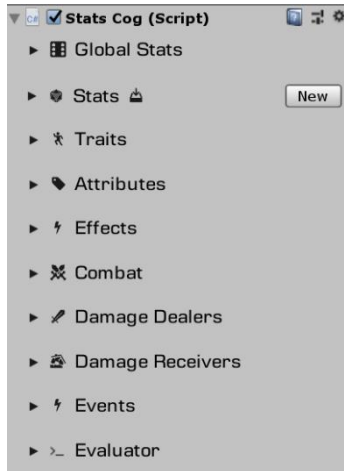 Stats Cog (Script)
Global Stats
Stats New
Traits
Attributes
Effects
Combat
Damage Dealers
Damage Receivers
Events
Evaluator